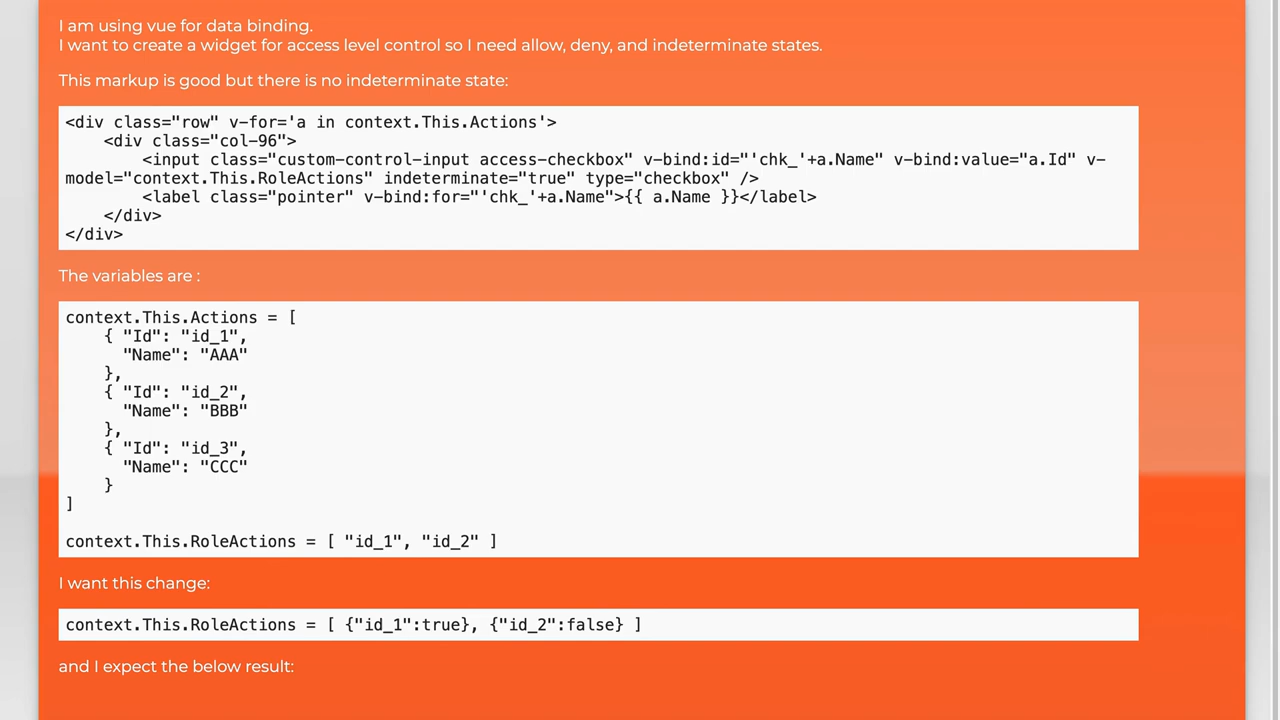 I am using vue for data binding.
I want to create a widget for access level control so I need allow, deny, and indeterminate states.
This markup is good but there is no indeterminate state:
<div class="row" v-for='a in context.This.Actions'>
    <div class="col-96">
        <input class="custom-control-input access-checkbox" v-bind:id="'chk_'+a.Name" v-bind:value="a.Id" v-
model="context.This.RoleActions" indeterminate="true" type="checkbox" />
        <label class="pointer" v-bind:for="'chk_'+a.Name">{{ a.Name }}</label>
    </div>
</div>
The variables are :
context.This.Actions = [
    { "Id": "id_1",
      "Name": "AAA"
    },
    { "Id": "id_2",
      "Name": "BBB"
    },
    { "Id": "id_3",
      "Name": "CCC"
    }
]
context.This.RoleActions = [ "id_1", "id_2" ]
I want this change:
context.This.RoleActions = [ {"id_1":true}, {"id_2":false} ]
and I expect the below result: